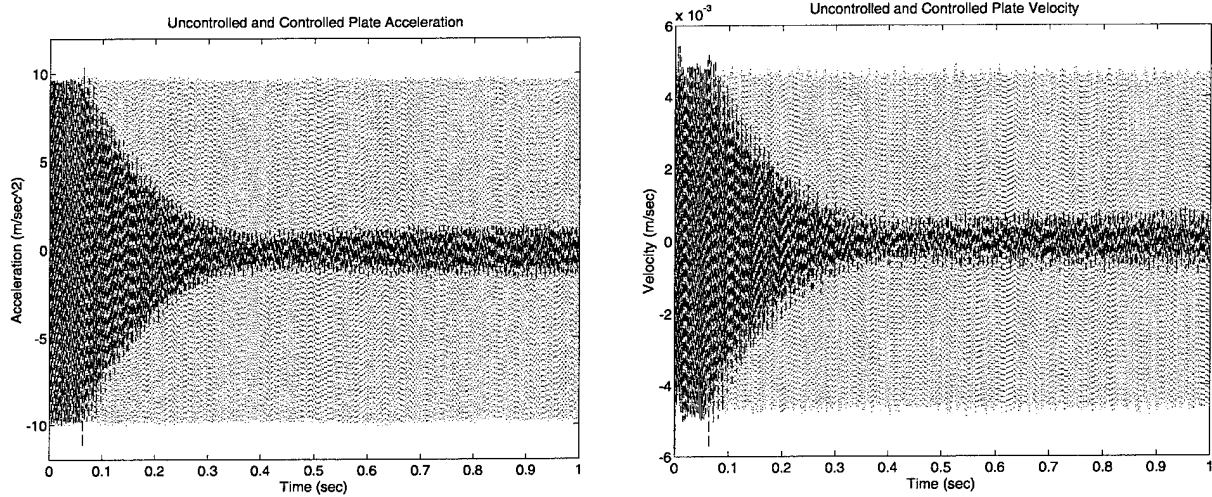 Uncontrolled and Controlled Plate Acceleration
Acceleration (m/sec^2)
10
5
0
-5
-10
0 0.1 0.2 0.3 0.4 0.5 0.6 0.7 0.8 0.9 1
Time (sec)
x 10^-3
Uncontrolled and Controlled Plate Velocity
Velocity (m/sec)
6
4
2
0
-2
-4
-6
0 0.1 0.2 0.3 0.4 0.5 0.6 0.7 0.8 0.9 1
Time (sec)